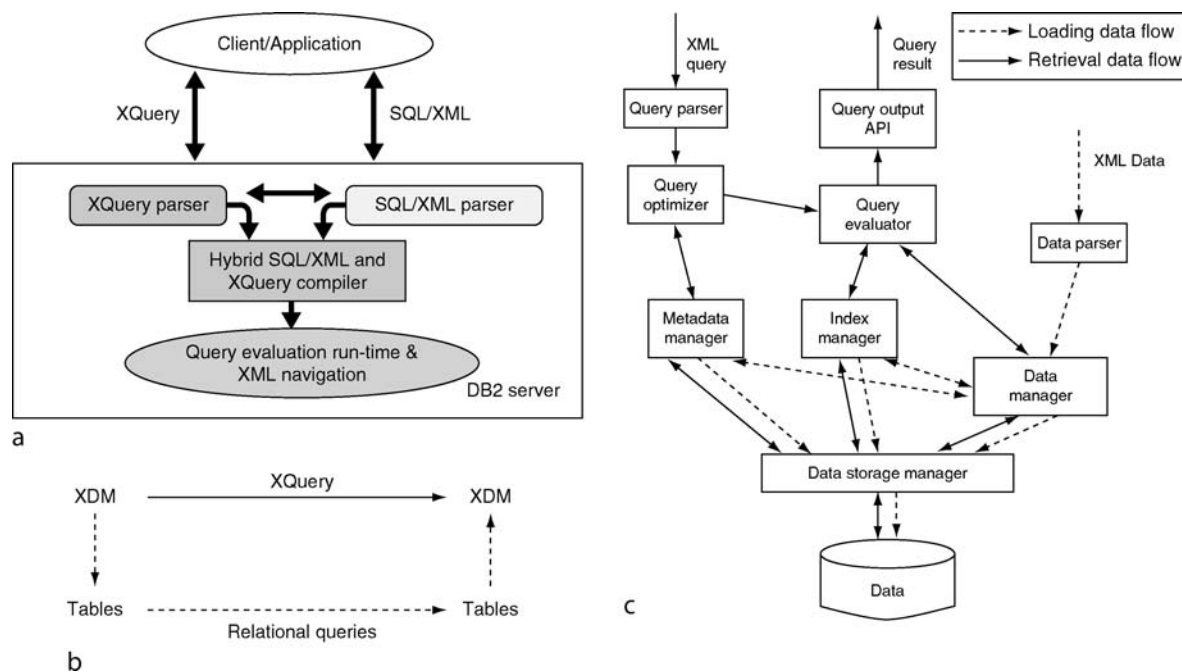 Client/Application
XQuery
SQL/XML
XQuery parser
SQL/XML parser
Hybrid SQL/XML and
XQuery compiler
Query evaluation run-time &
XML navigation
DB2 server
a
XQuery
XDM
XDM
Tables
Tables
Relational queries
b
XML
query
Query
result
Loading data flow
Retrieval data flow
Query parser
Query output
API
XML Data
Query
optimizer
Query
evaluator
Data parser
Metadata
manager
Index
manager
Data
manager
Data storage manager
Data
c